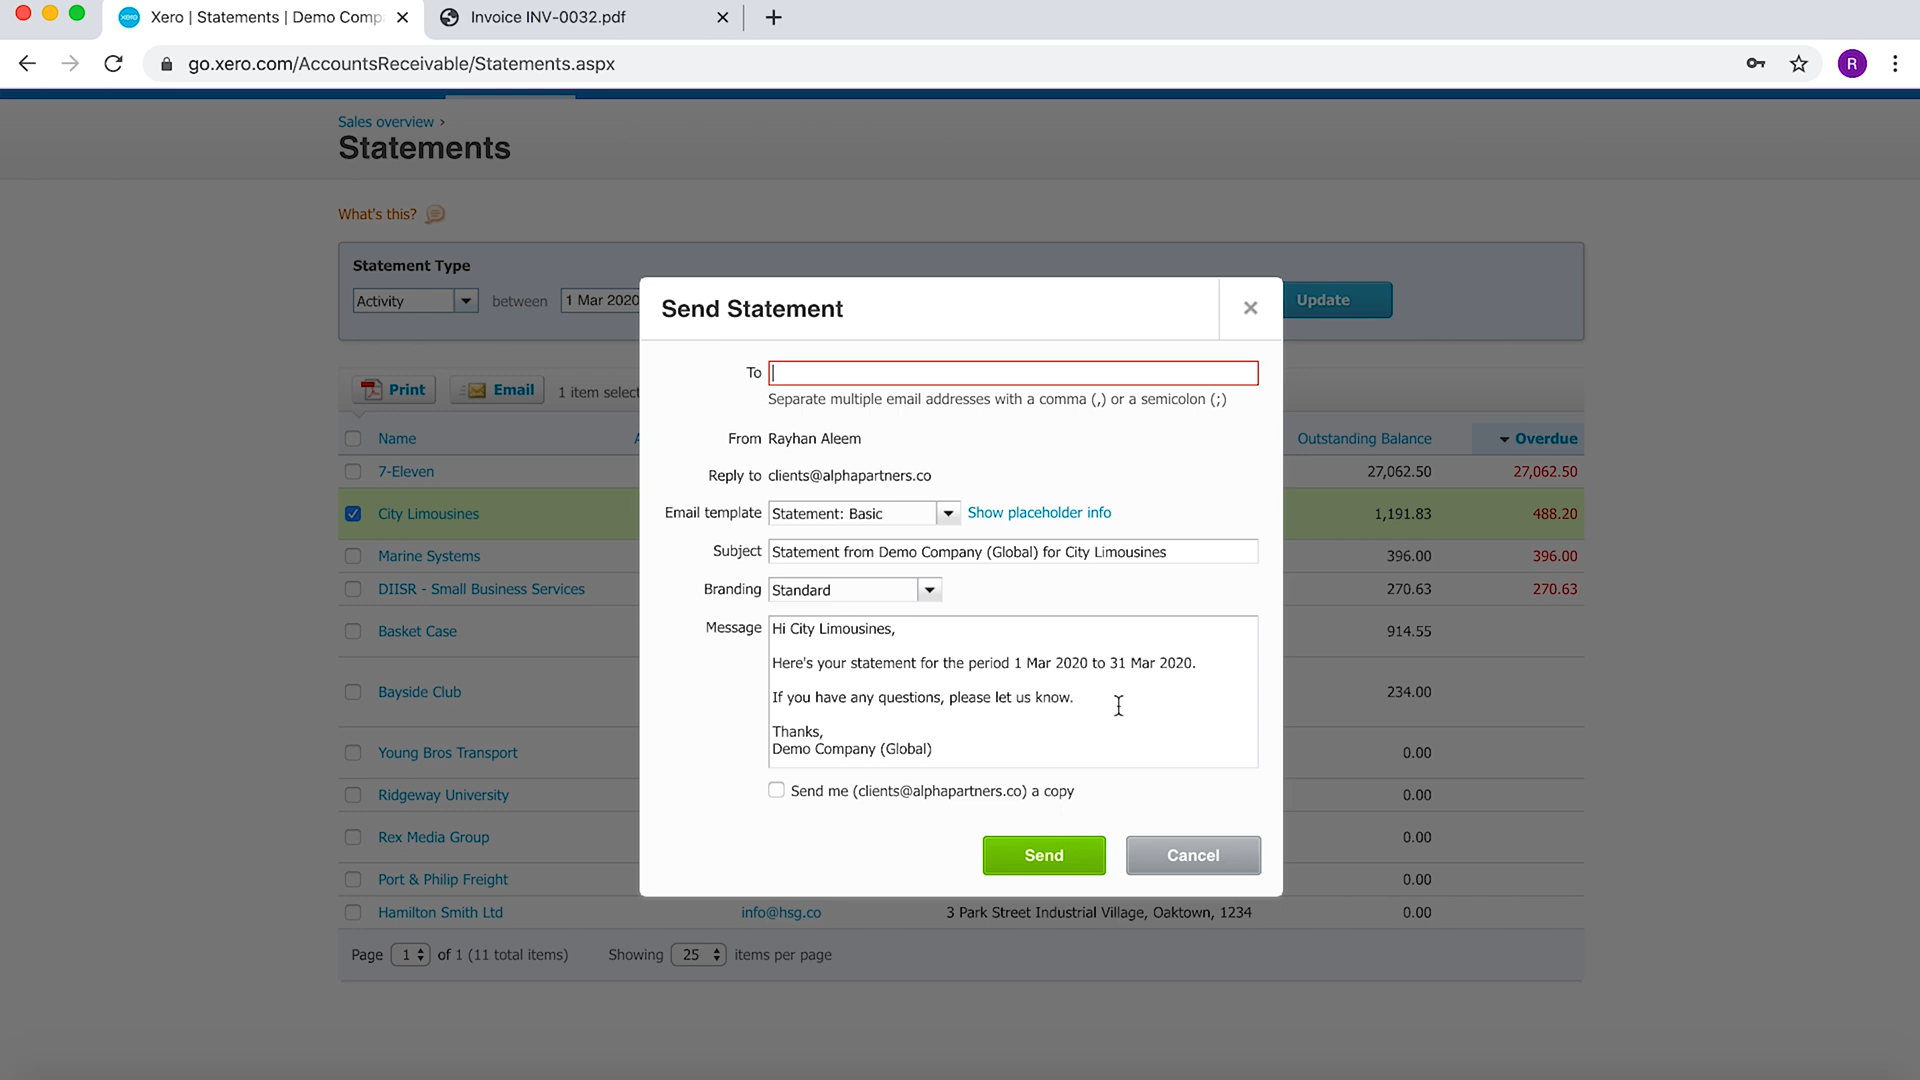 Xero | Statements | Demo Comp
Invoice INV-0032.pdf
go.xero.com/AccountsReceivable/Statements.aspx
R
Sales overview ›
Statements
What's this?
Statement Type
Activity between 1 Mar 2020
Update
Print Email 1 item select
Name A Outstanding Balance Overdue
7-Eleven 27,062.50 27,062.50
City Limousines 1,191.83 488.20
Marine Systems 396.00 396.00
DIISR - Small Business Services 270.63 270.63
Basket Case 914.55
Bayside Club 234.00
Young Bros Transport 0.00
Ridgeway University 0.00
Rex Media Group 0.00
Port & Philip Freight 0.00
Hamilton Smith Ltd info@hsg.co 3 Park Street Industrial Village, Oaktown, 1234 0.00
Page 1 of 1 (11 total items) Showing 25 items per page
Send Statement
To
Separate multiple email addresses with a comma (,) or a semicolon (;)
From Rayhan Aleem
Reply to clients@alphapartners.co
Email template Statement: Basic Show placeholder info
Subject Statement from Demo Company (Global) for City Limousines
Branding Standard
Message Hi City Limousines,
Here's your statement for the period 1 Mar 2020 to 31 Mar 2020.
If you have any questions, please let us know.
Thanks,
Demo Company (Global)
Send me (clients@alphapartners.co) a copy
Send Cancel